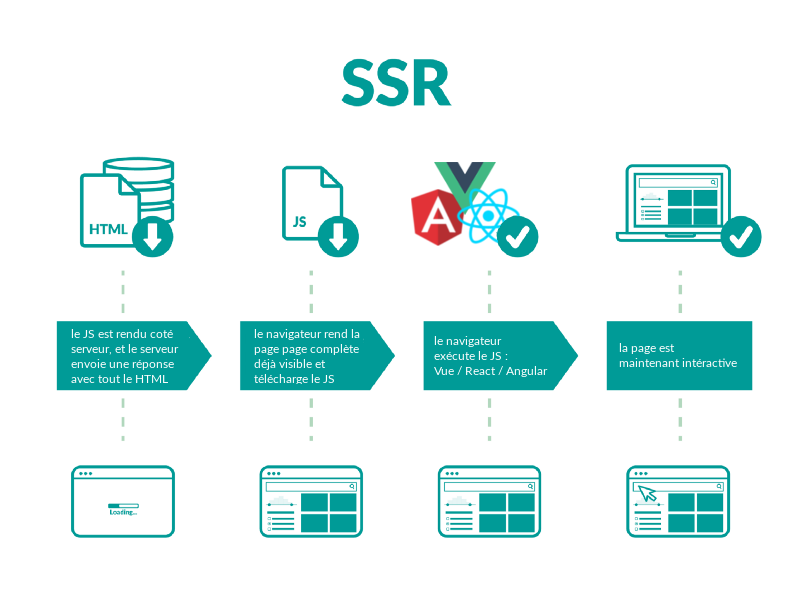 SSR
HTML
JS
A
le JS est rendu coté
serveur, et le serveur
envoie une réponse
avec tout le HTML
le navigateur rend la
page page complète
déjà visible et
télécharge le JS
le navigateur
exécute le JS :
Vue / React / Angular
la page est
maintenant intéractive
Loading...